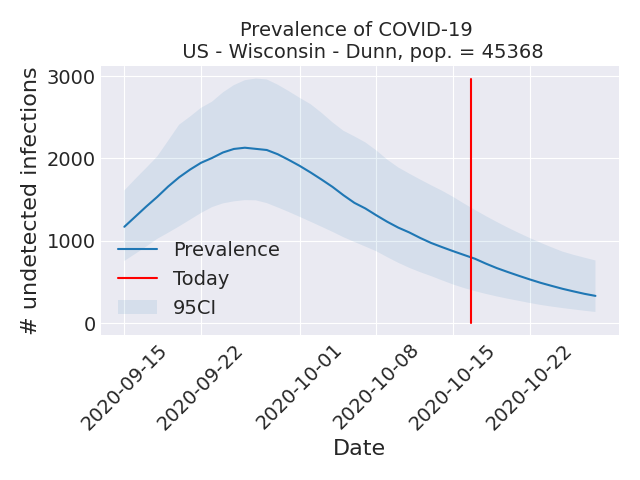 Prevalence of COVID-19
US - Wisconsin - Dunn, pop. = 45368
# undetected infections
3000
2000
1000
0
Prevalence
Today
95CI
2020-09-15
2020-09-22
2020-10-01
2020-10-08
2020-10-15
2020-10-22
Date